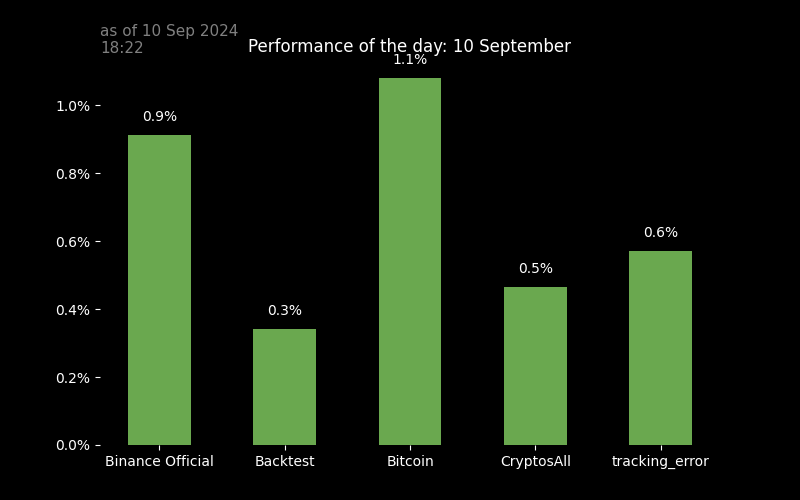 as of 10 Sep 2024
18:22
Performance of the day: 10 September
1.1%
1.0%
0.9%
0.8%
0.6%
0.6%
0.5%
0.4%
0.3%
0.2%
0.0%
Binance Official
Backtest
Bitcoin
CryptosAll
tracking_error